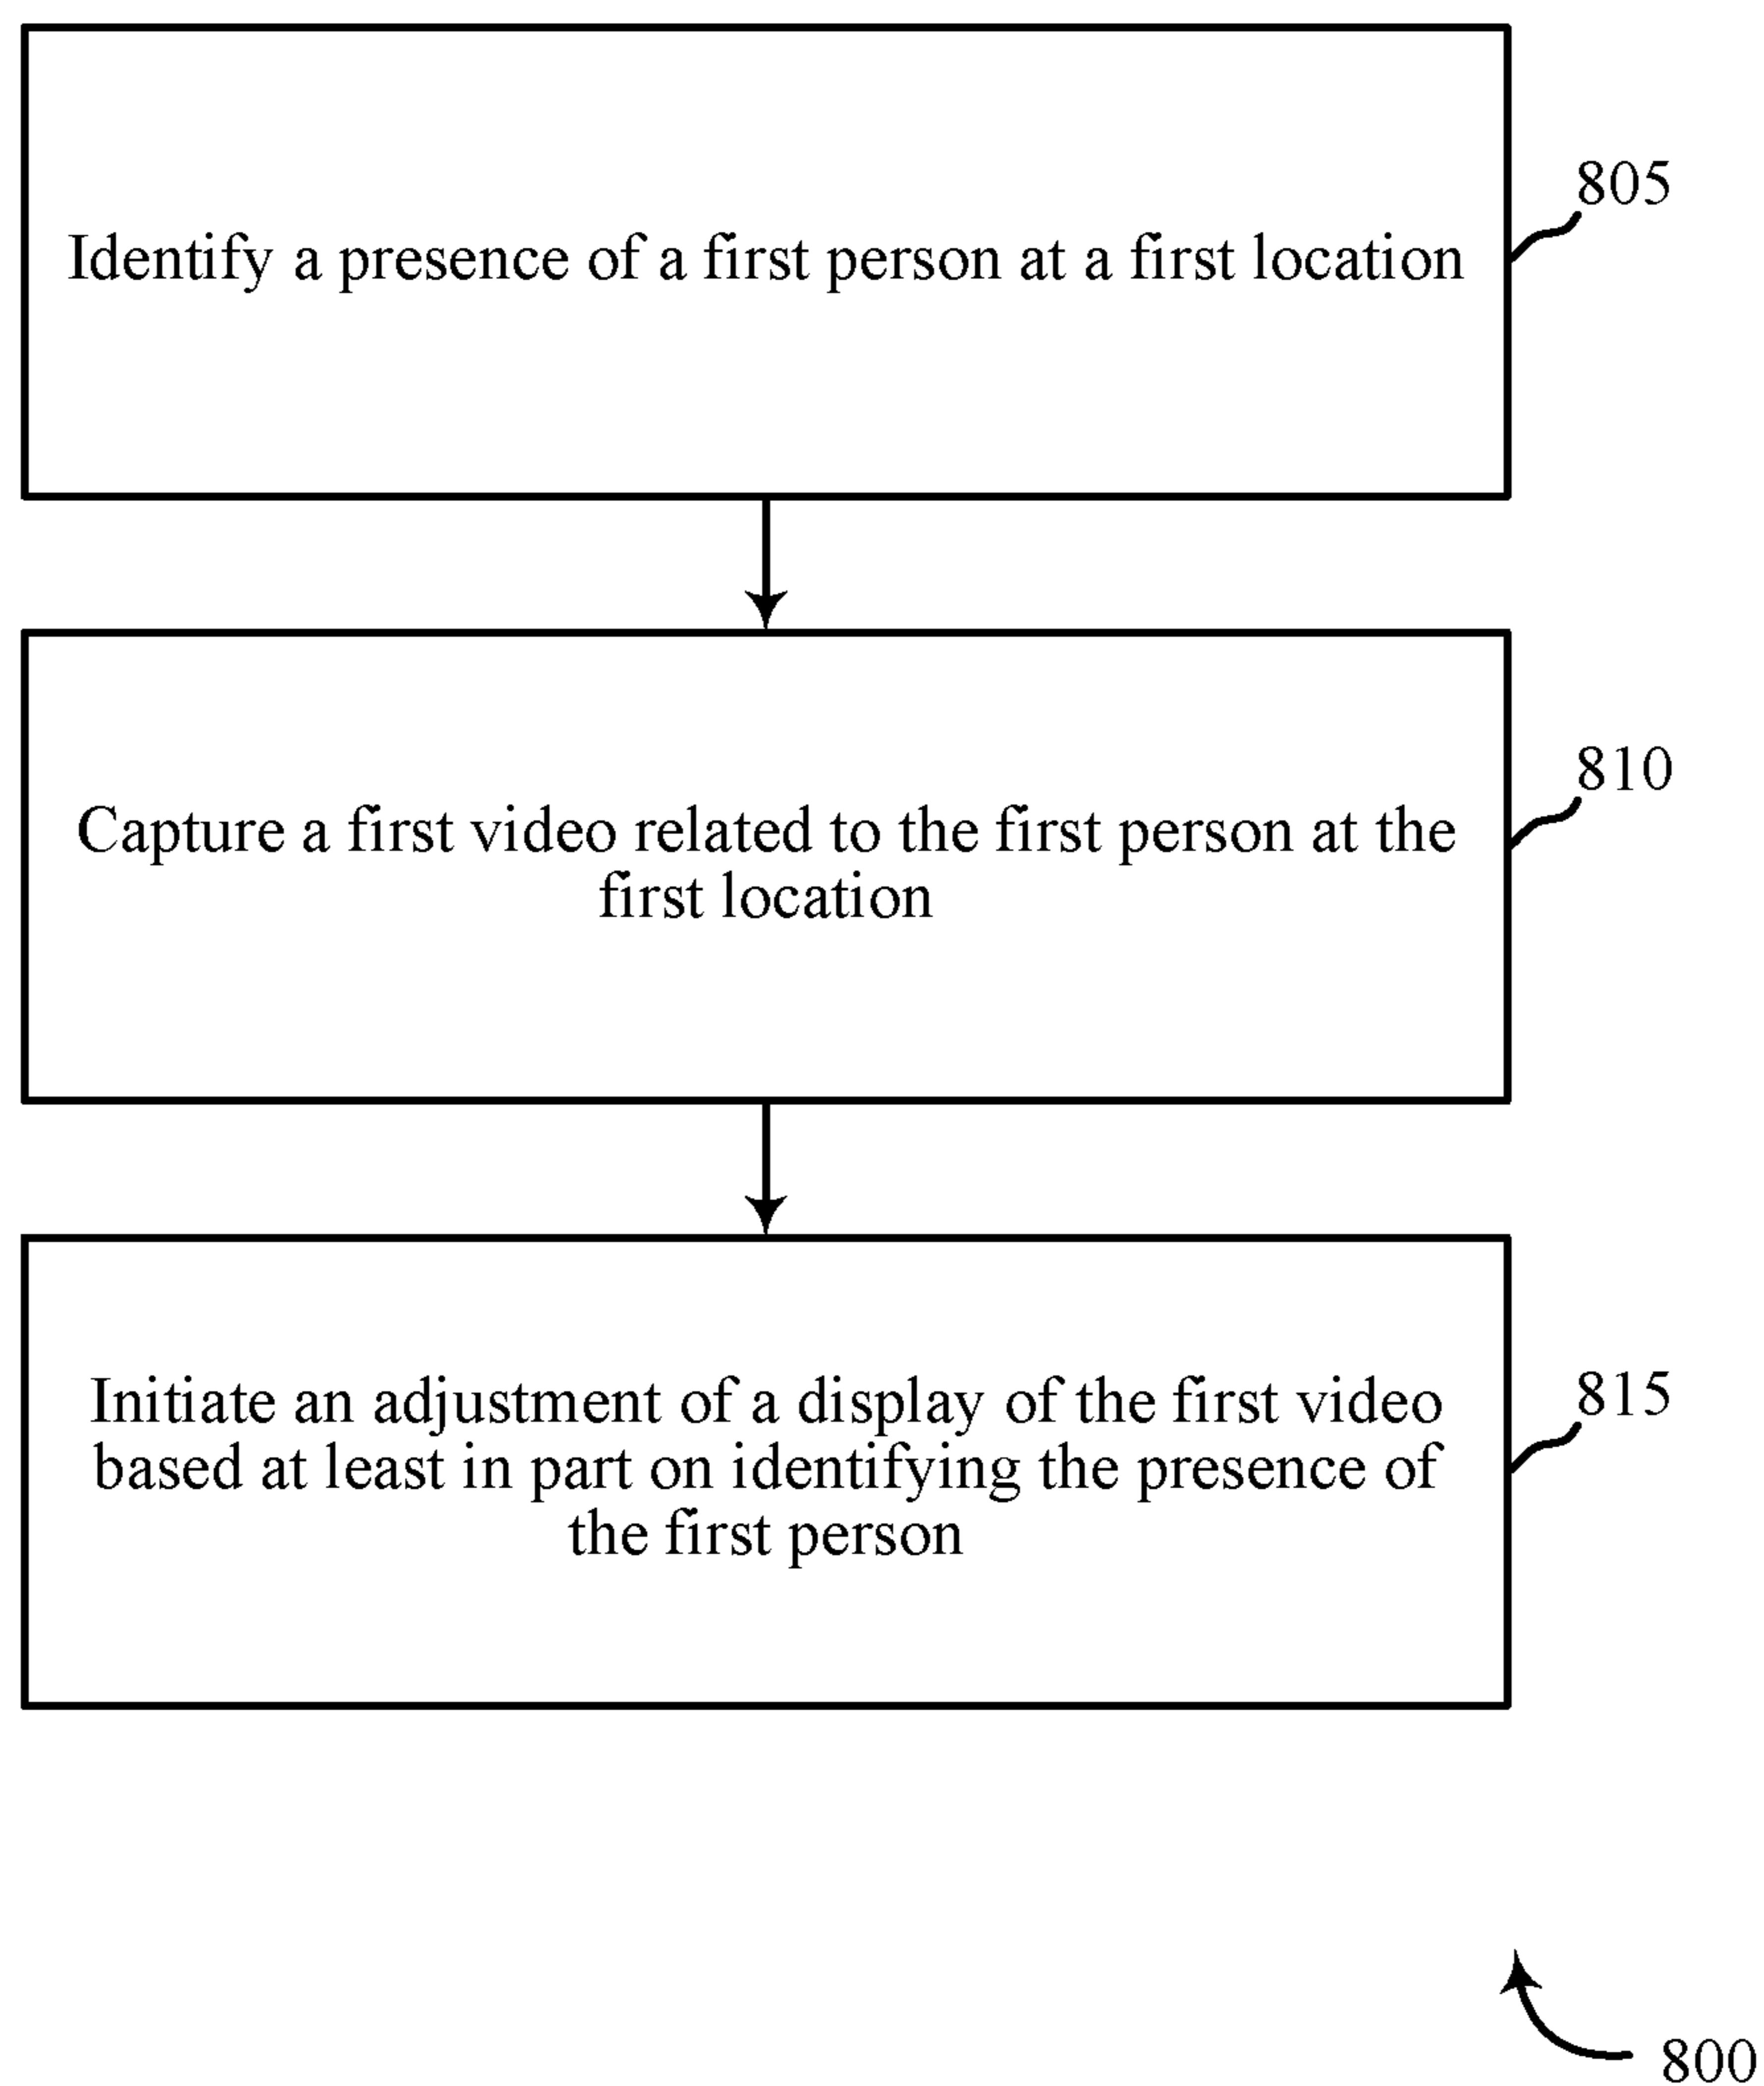 Identify a presence of a first person at a first location
805
Capture a first video related to the first person at the
first location
810
Initiate an adjustment of a display of the first video
based at least in part on identifying the presence of
the first person
815
800